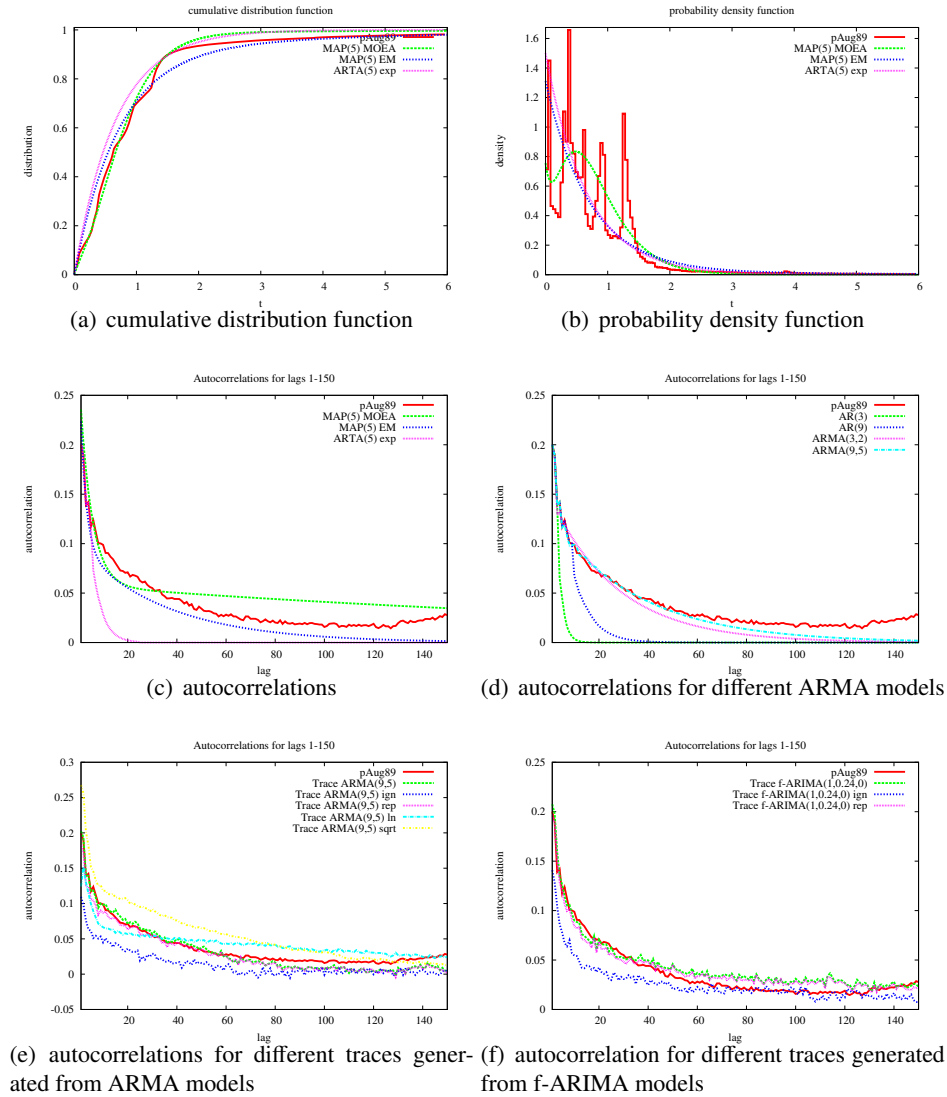 cumulative distribution function
pAug89
MAP(5) MOEA
MAP(5) EM
ARTA(5) exp
distribution
1
0.8
0.6
0.4
0.2
0
0 1 2 3 4 5 6
t
(a) cumulative distribution function
probability density function
pAug89
MAP(5) MOEA
MAP(5) EM
ARTA(5) exp
density
1.6
1.4
1.2
1
0.8
0.6
0.4
0.2
0
0 1 2 3 4 5 6
t
(b) probability density function
Autocorrelations for lags 1-150
pAug89
MAP(5) MOEA
MAP(5) EM
ARTA(5) exp
autocorrelation
0.25
0.2
0.15
0.1
0.05
0
20 40 60 80 100 120 140
lag
(c) autocorrelations
Autocorrelations for lags 1-150
pAug89
AR(3)
AR(9)
ARMA(3,2)
ARMA(9,5)
autocorrelation
0.25
0.2
0.15
0.1
0.05
0
20 40 60 80 100 120 140
lag
(d) autocorrelations for different ARMA models
Autocorrelations for lags 1-150
pAug89
Trace ARMA(9,5)
Trace ARMA(9,5) ign
Trace ARMA(9,5) rep
Trace ARMA(9,5) ln
Trace ARMA(9,5) sqrt
autocorrelation
0.3
0.25
0.2
0.15
0.1
0.05
0
-0.05
20 40 60 80 100 120 140
lag
(e) autocorrelations for different traces gener-
ated from ARMA models
Autocorrelations for lags 1-150
pAug89
Trace f-ARIMA(1,0.24,0)
Trace f-ARIMA(1,0.24,0) ign
Trace f-ARIMA(1,0.24,0) rep
autocorrelation
0.25
0.2
0.15
0.1
0.05
0
20 40 60 80 100 120 140
lag
(f) autocorrelation for different traces generated
from f-ARIMA models